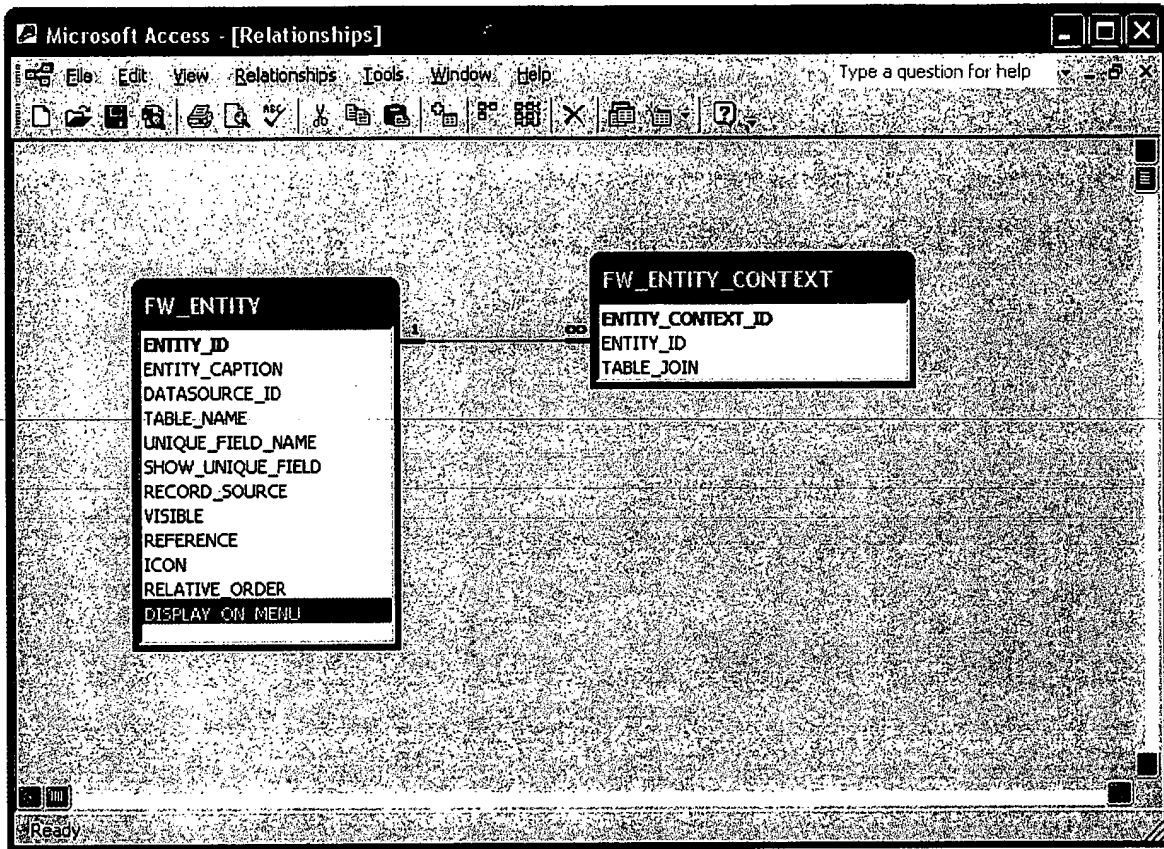 Microsoft Access - [Relationships]
File Edit View Relationships Tools Window Help Type a question for help
FW_ENTITY
ENTITY_ID
ENTITY_CAPTION
DATASOURCE_ID
TABLE_NAME
UNIQUE_FIELD_NAME
SHOW_UNIQUE_FIELD
RECORD_SOURCE
VISIBLE
REFERENCE
ICON
RELATIVE_ORDER
DISPLAY_ON_MENU
1 ∞
FW_ENTITY_CONTEXT
ENTITY_CONTEXT_ID
ENTITY_ID
TABLE_JOIN
Ready